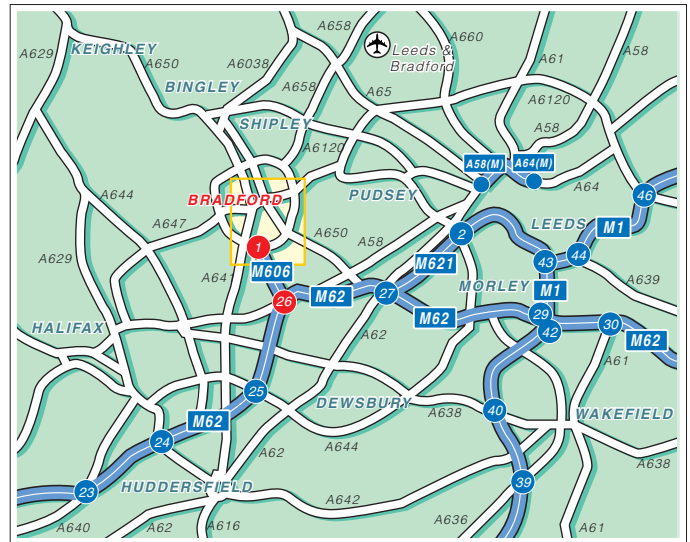 A658
A629
KEIGHLEY
A660
Leeds &
Bradford
A61
A58
A650
A6038
BINGLEY
A658
A65
A6120
SHIPLEY
A58
A6120
A58(M)
A64(M)
A644
BRADFORD
PUDSEY
A64
46
A647
A650
A58
LEEDS
M1
1
2
A629
A641
M606
M621
43
44
A639
26
M62
27
MORLEY
M1
HALIFAX
M62
29
30
42
M62
A62
A61
25
DEWSBURY
A638
40
WAKEFIELD
M62
24
A644
A62
A638
23
HUDDERSFIELD
39
A642
A640
A62
A616
A636
A61